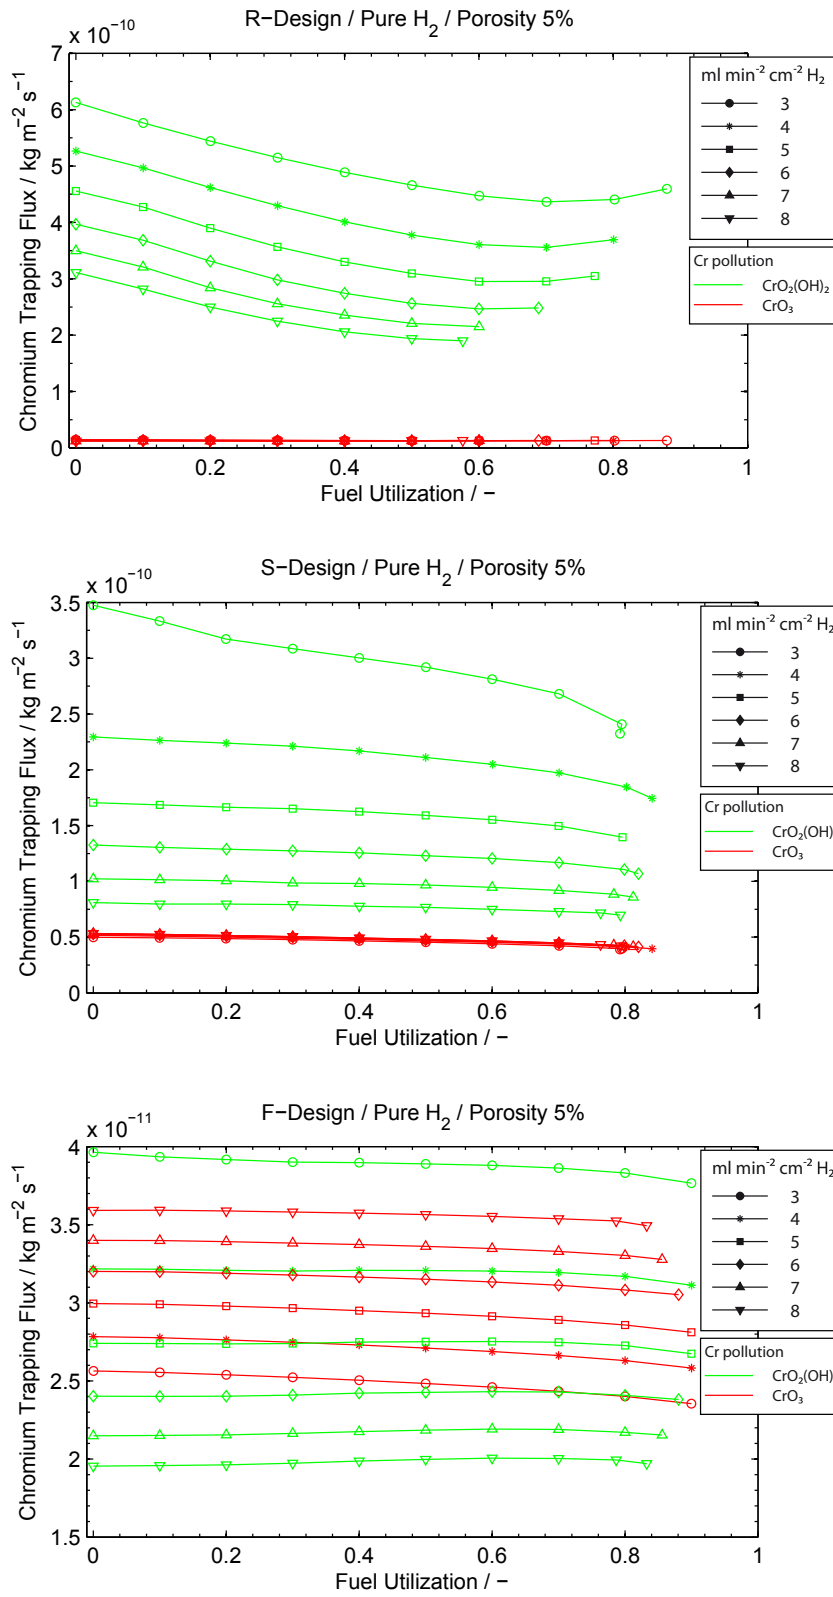 R−Design / Pure H₂ / Porosity 5%
x 10⁻¹⁰
7
6
5
4
3
2
1
0
Chromium Trapping Flux / kg m⁻² s⁻¹
0 0.2 0.4 0.6 0.8 1
Fuel Utilization / −
ml min⁻² cm⁻² H₂
3
4
5
6
7
8
Cr pollution
CrO₂(OH)₂
CrO₃
S−Design / Pure H₂ / Porosity 5%
x 10⁻¹⁰
3.5
3
2.5
2
1.5
1
0.5
0
Chromium Trapping Flux / kg m⁻² s⁻¹
0 0.2 0.4 0.6 0.8 1
Fuel Utilization / −
ml min⁻² cm⁻² H₂
3
4
5
6
7
8
Cr pollution
CrO₂(OH)
CrO₃
F−Design / Pure H₂ / Porosity 5%
x 10⁻¹¹
4
3.5
3
2.5
2
1.5
Chromium Trapping Flux / kg m⁻² s⁻¹
0 0.2 0.4 0.6 0.8 1
Fuel Utilization / −
ml min⁻² cm⁻² H₂
3
4
5
6
7
8
Cr pollution
CrO₂(OH)
CrO₃